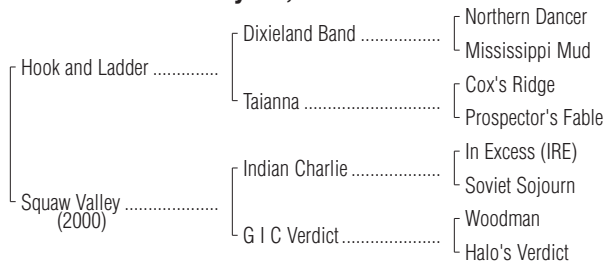 Northern Dancer
Dixieland Band ..................
Mississippi Mud
Hook and Ladder ..............
Cox's Ridge
Taianna ...............................
Prospector's Fable
In Excess (IRE)
Indian Charlie ....................
Soviet Sojourn
Squaw Valley ....................
(2000)
Woodman
G I C Verdict ......................
Halo's Verdict